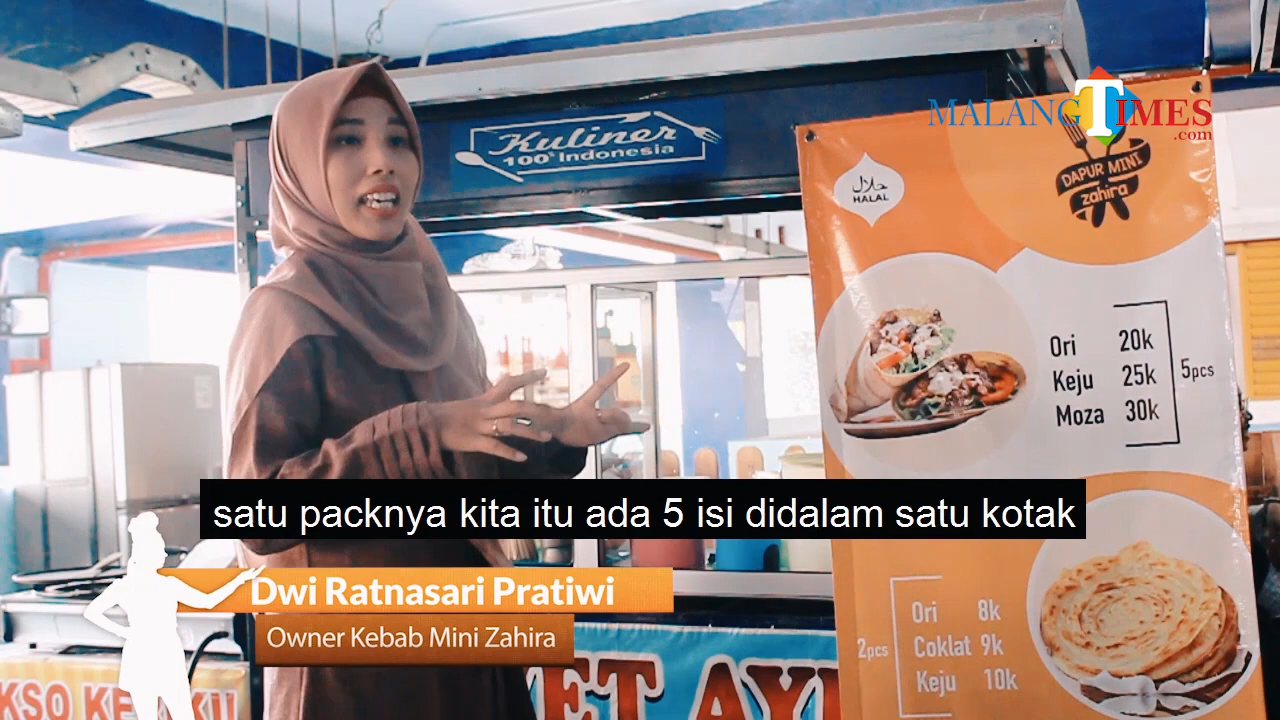 MALANGTIMES
.com
Kuliner
100% Indonesia
حلال
HALAL
DAPUR MINI
zahira
Ori 20k
Keju 25k
Moza 30k
5pcs
satu packnya kita itu ada 5 isi didalam satu kotak
Dwi Ratnasari Pratiwi
Owner Kebab Mini Zahira
2pcs
Ori 8k
Coklat 9k
Keju 10k